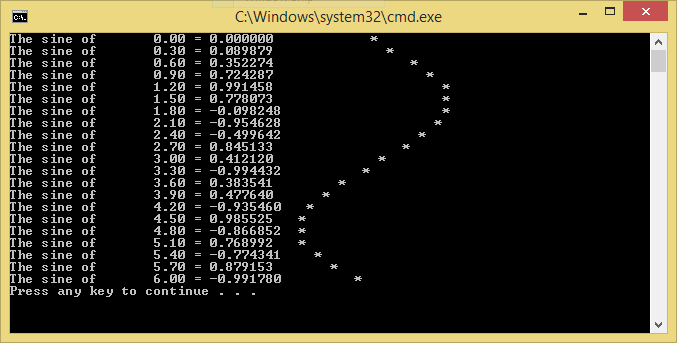 C:\Windows\system32\cmd.exe
The sine of       0.00 = 0.000000            *
The sine of       0.30 = 0.089879              *
The sine of       0.60 = 0.352274                 *
The sine of       0.90 = 0.724287                   *
The sine of       1.20 = 0.991458                     *
The sine of       1.50 = 0.778073                     *
The sine of       1.80 = -0.098248                    *
The sine of       2.10 = -0.954628                   *
The sine of       2.40 = -0.499642                 *
The sine of       2.70 = 0.845133                *
The sine of       3.00 = 0.412120             *
The sine of       3.30 = -0.994432          *
The sine of       3.60 = 0.383541        *
The sine of       3.90 = 0.477640      *
The sine of       4.20 = -0.935460   *
The sine of       4.50 = 0.985525   *
The sine of       4.80 = -0.866852  *
The sine of       5.10 = 0.768992   *
The sine of       5.40 = -0.774341    *
The sine of       5.70 = 0.879153       *
The sine of       6.00 = -0.991780         *
Press any key to continue . . .